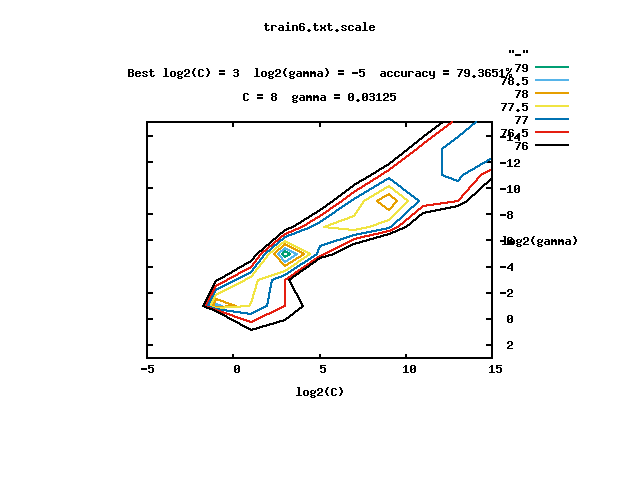 train6.txt.scale
"-"
Best log2(C) = 3  log2(gamma) = -5  accuracy = 79.3651%
79
78.5
78
77.5
77
76.5
76
C = 8  gamma = 0.03125
-14
-12
-10
-8
-6
log2(gamma)
-4
-2
0
2
-5 0 5 10 15
log2(C)